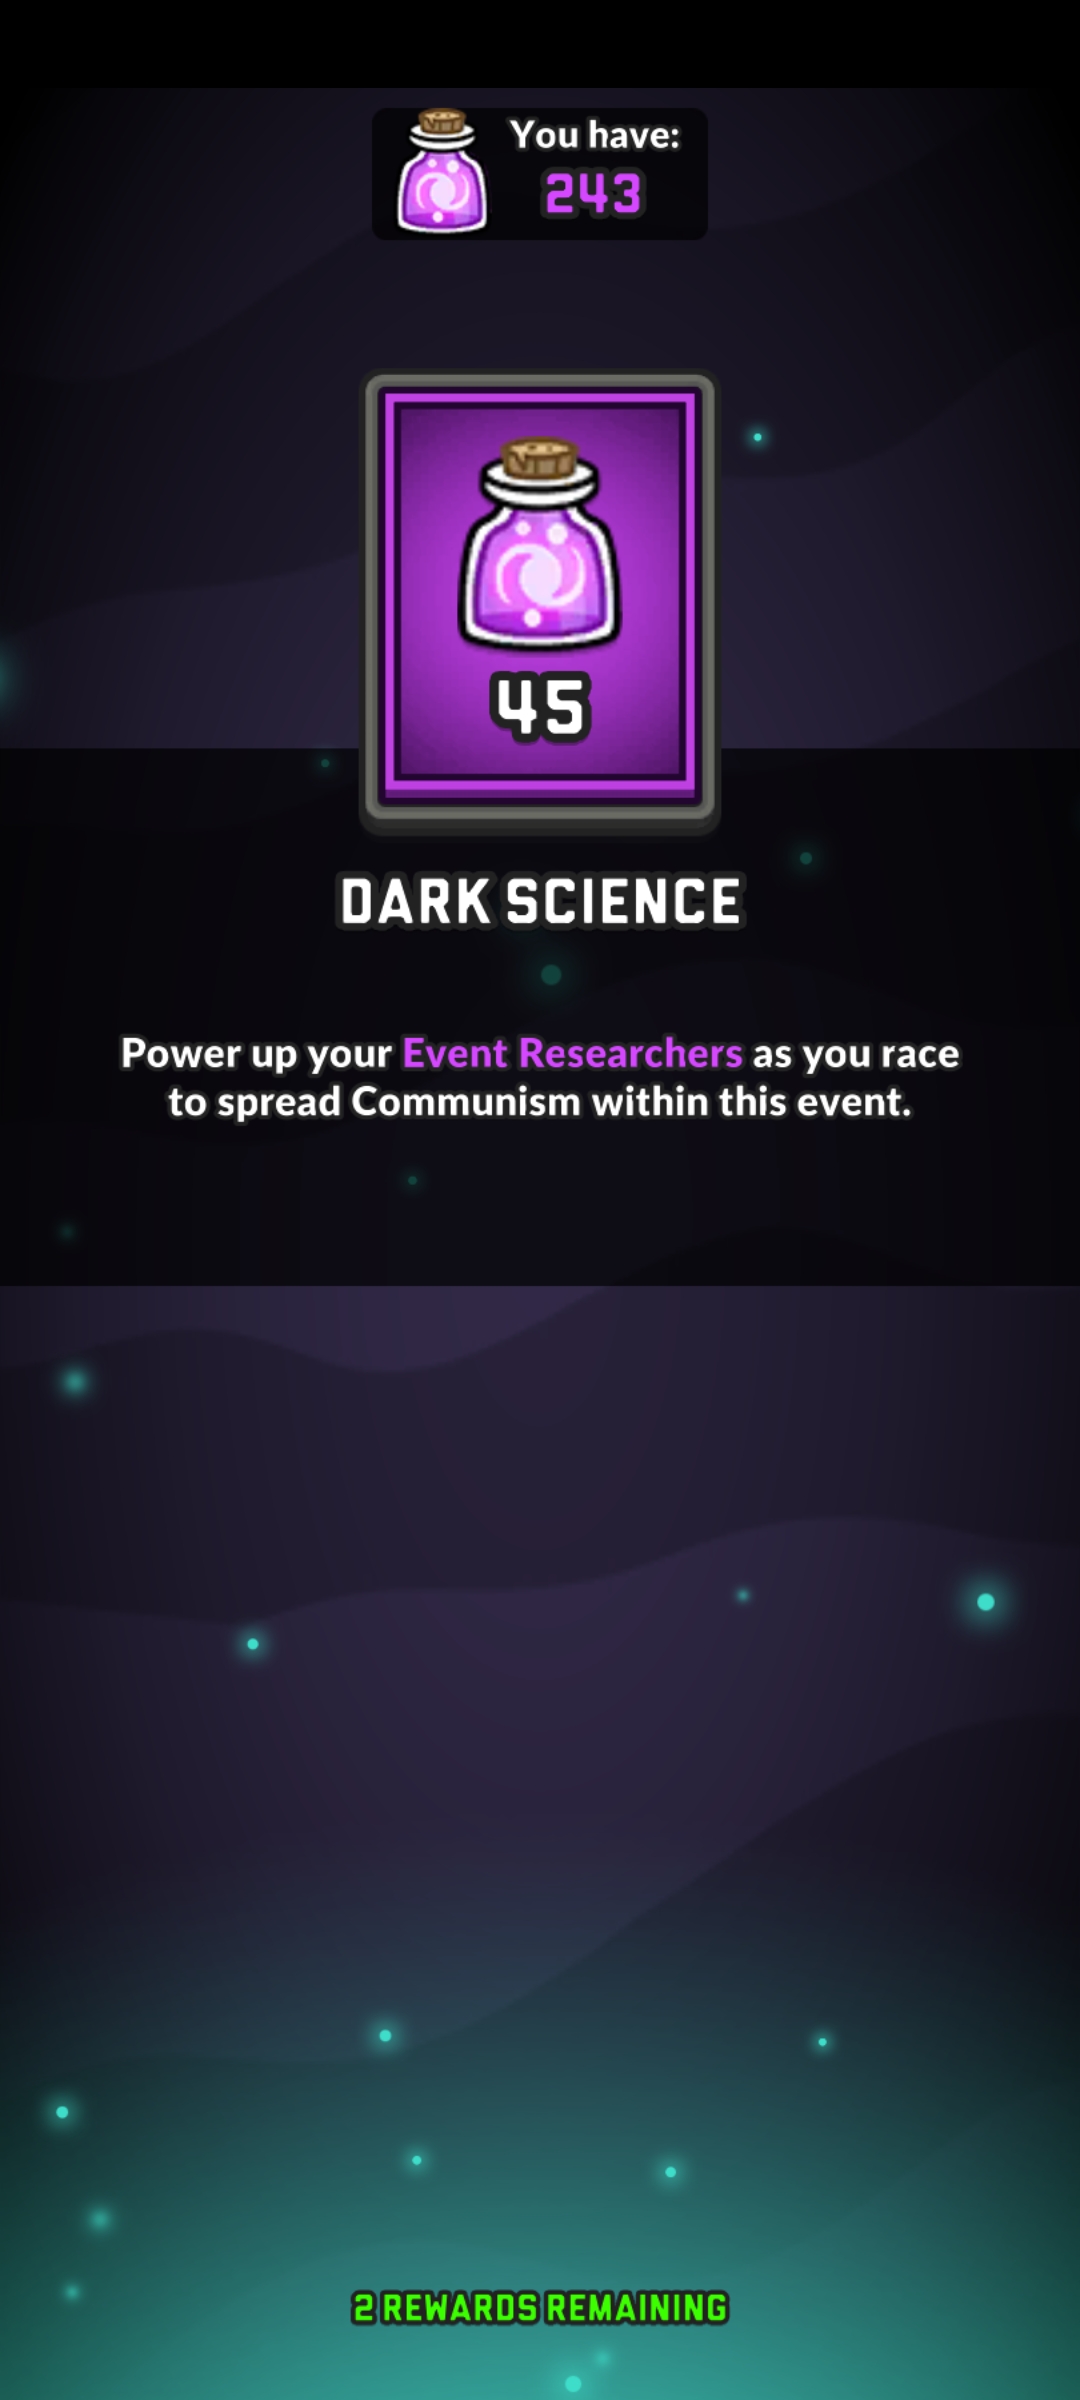 You have:
243
45
DARK SCIENCE
Power up your Event Researchers as you race
to spread Communism within this event.
2 REWARDS REMAINING